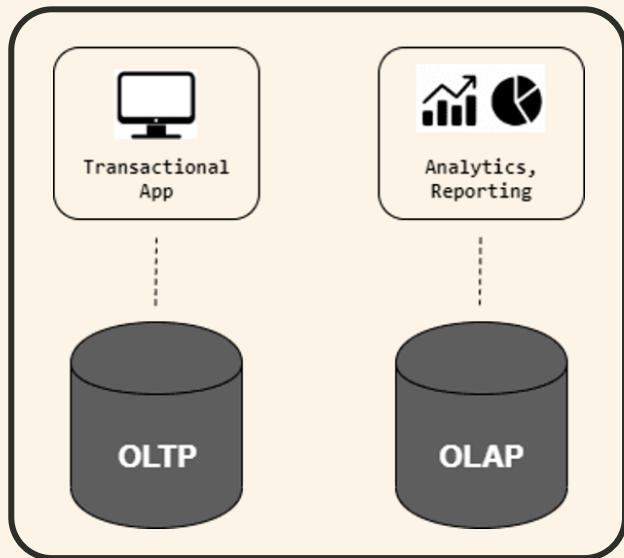 Transactional
App
Analytics,
Reporting
OLTP
OLAP